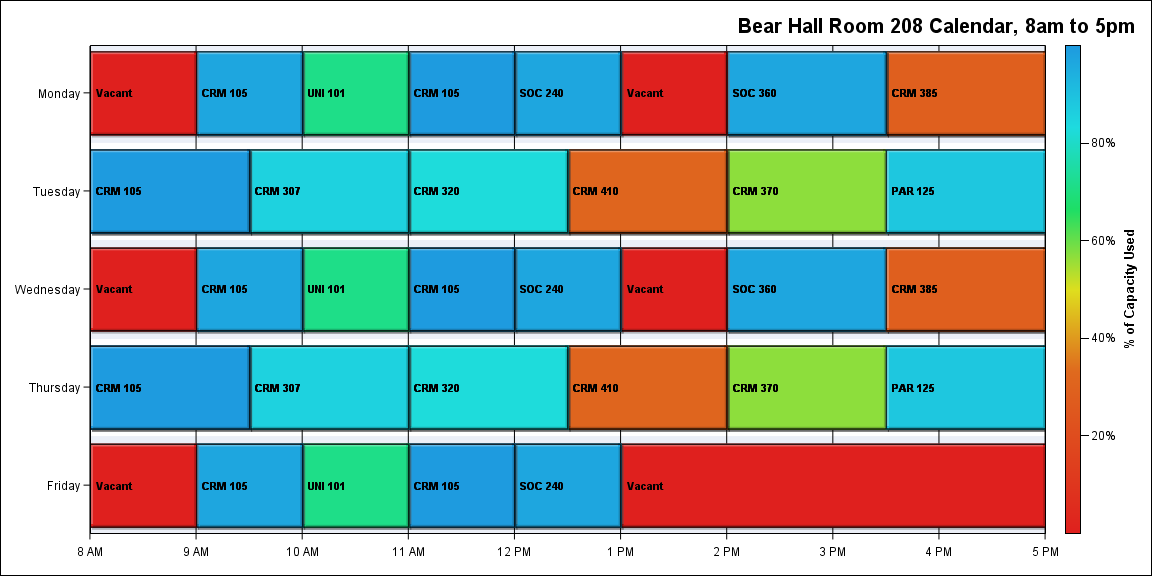 Bear Hall Room 208 Calendar, 8am to 5pm
Monday Vacant CRM 105 UNI 101 CRM 105 SOC 240 Vacant SOC 360 CRM 385
Tuesday CRM 105 CRM 307 CRM 320 CRM 410 CRM 370 PAR 125
Wednesday Vacant CRM 105 UNI 101 CRM 105 SOC 240 Vacant SOC 360 CRM 385
Thursday CRM 105 CRM 307 CRM 320 CRM 410 CRM 370 PAR 125
Friday Vacant CRM 105 UNI 101 CRM 105 SOC 240 Vacant
8 AM 9 AM 10 AM 11 AM 12 PM 1 PM 2 PM 3 PM 4 PM 5 PM
80%
60%
40%
20%
% of Capacity Used